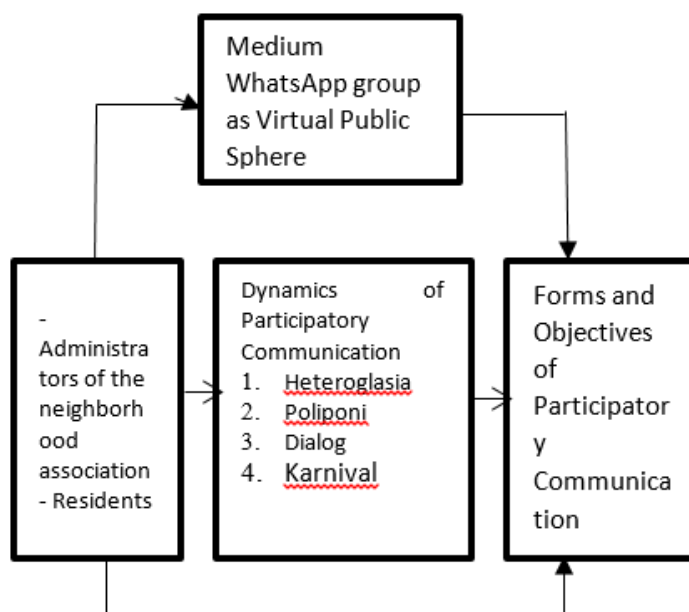 Medium
WhatsApp group
as Virtual Public
Sphere
-
Administra
tors of the
neighborh
ood
association
- Residents
Dynamics of
Participatory
Communication
1. Heteroglasia
2. Poliponi
3. Dialog
4. Karnival
Forms and
Objectives
of
Participator
y
Communica
tion